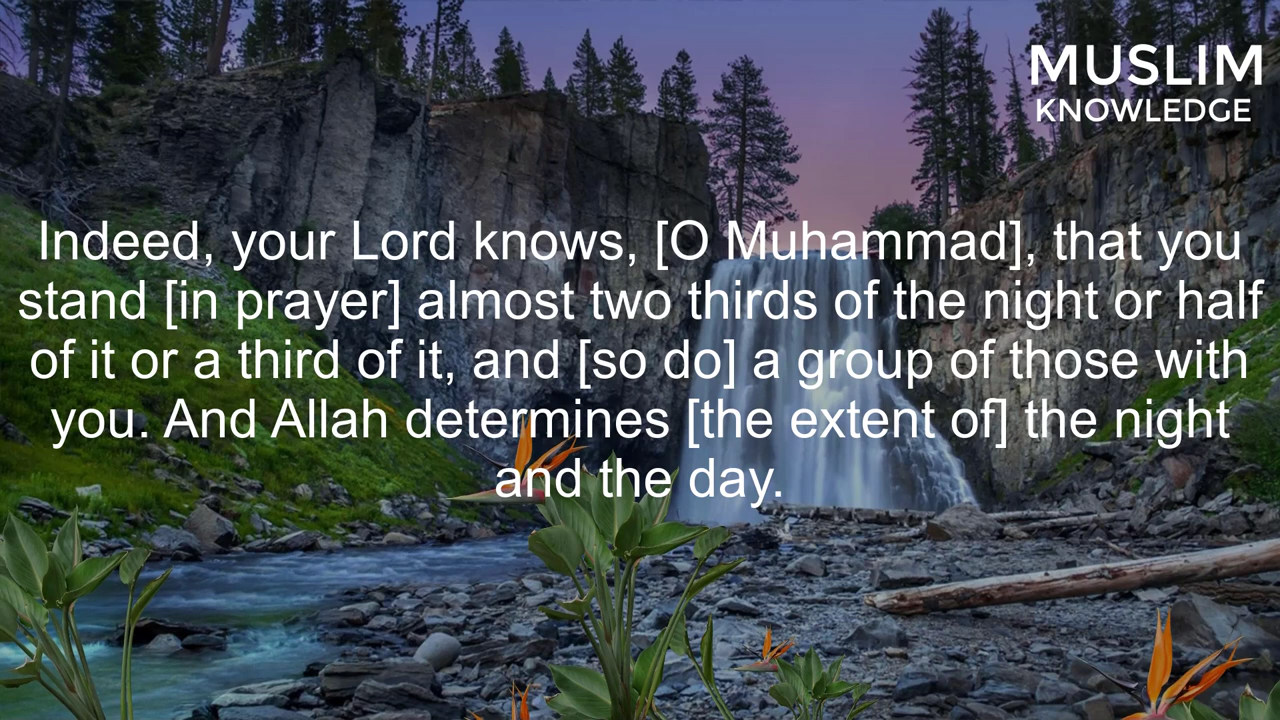 MUSLIM
KNOWLEDGE
Indeed, your Lord knows, [O Muhammad], that you
stand [in prayer] almost two thirds of the night or half
of it or a third of it, and [so do] a group of those with
you. And Allah determines [the extent of] the night
and the day.